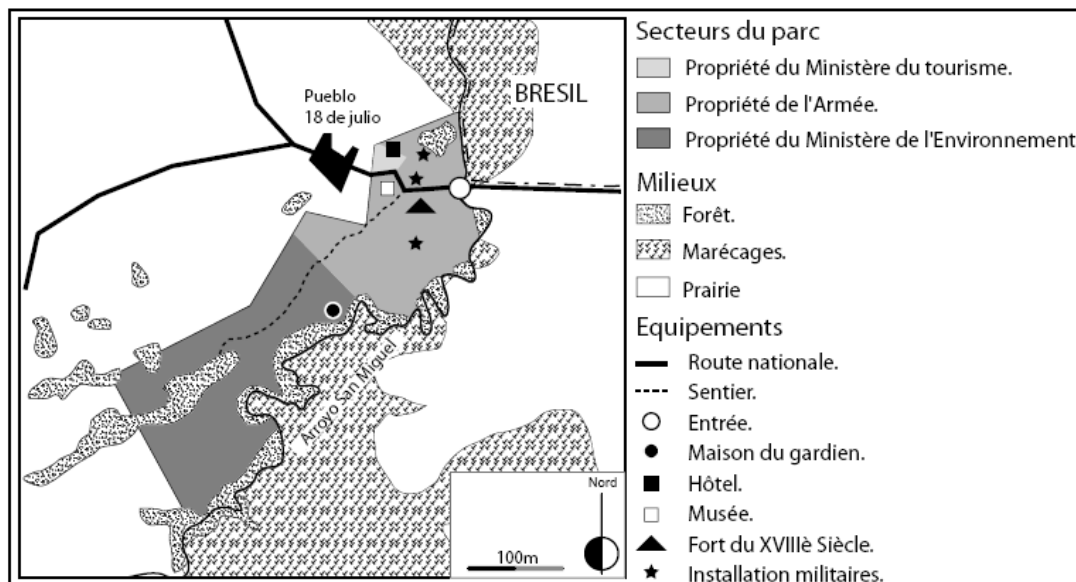 Pueblo
18 de julio
BRESIL
Arroyo San Miguel
Nord
100m
Secteurs du parc
Propriété du Ministère du tourisme.
Propriété de l'Armée.
Propriété du Ministère de l'Environnement
Milieux
Forêt.
Marécages.
Prairie
Equipements
Route nationale.
Sentier.
Entrée.
Maison du gardien.
Hôtel.
Musée.
Fort du XVIIIè Siècle.
Installation militaires.